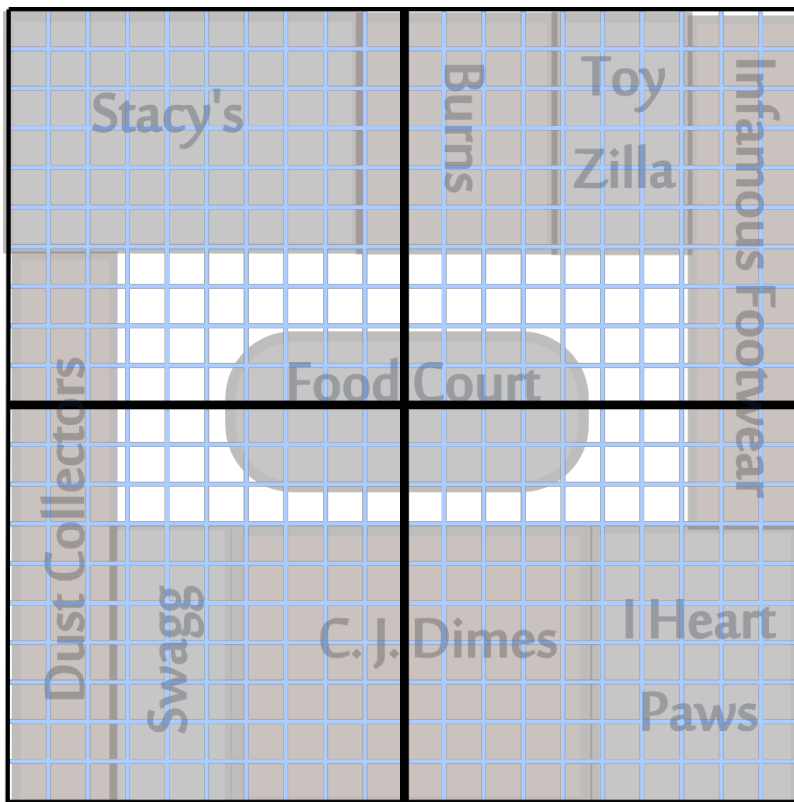 Stacy's
Burns
Toy
Zilla
Infamous Footwear
Food Court
Dust Collectors
Swagg
C. J. Dimes
I Heart
Paws